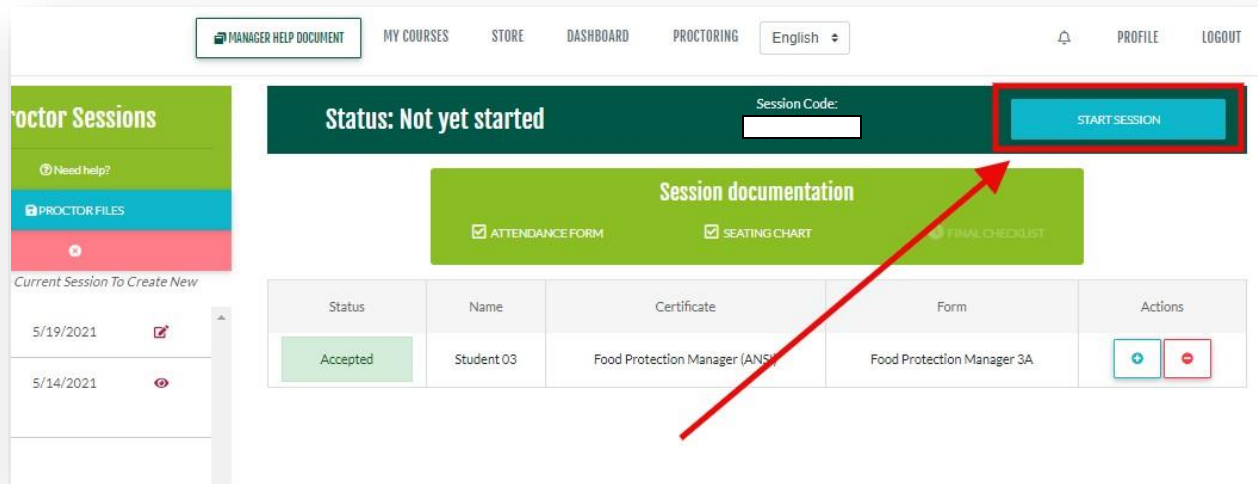 MANAGER HELP DOCUMENT MY COURSES STORE DASHBOARD PROCTORING English PROFILE LOGOUT
Sessions
Need help?
PROCTOR FILES
Current Session To Create New
5/19/2021
5/14/2021
Status: Not yet started
Session Code:
START SESSION
Session documentation
ATTENDANCE FORM SEATING CHART FINAL CHECKLIST
Status Name Certificate Form Actions
Accepted Student 03 Food Protection Manager (ANSI) Food Protection Manager 3A